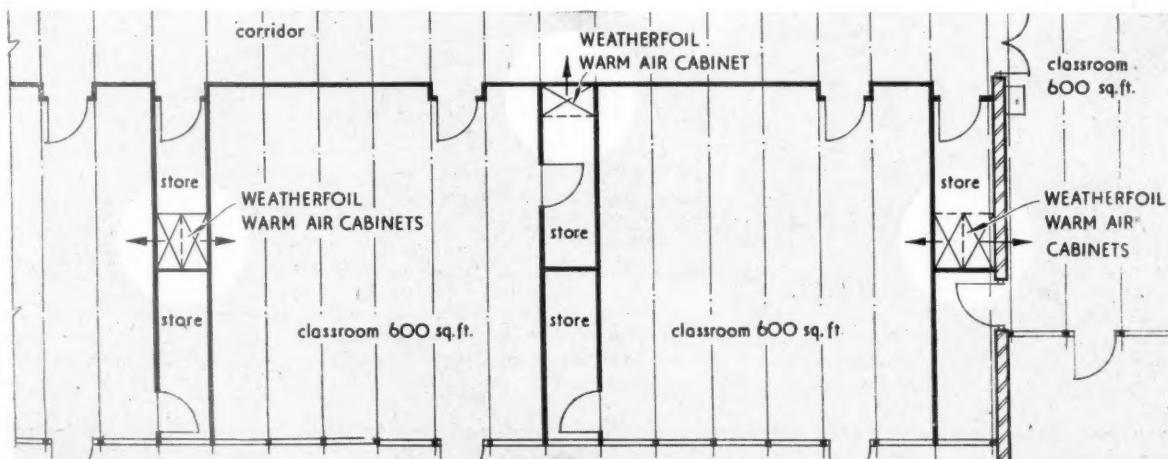 corridor
WEATHERFOIL
WARM AIR CABINET
classroom
600 sq.ft.
store
WEATHERFOIL
WARM AIR CABINETS
store
store
store
store
WEATHERFOIL
WARM AIR
CABINETS
classroom 600 sq.ft.
classroom 600 sq.ft.